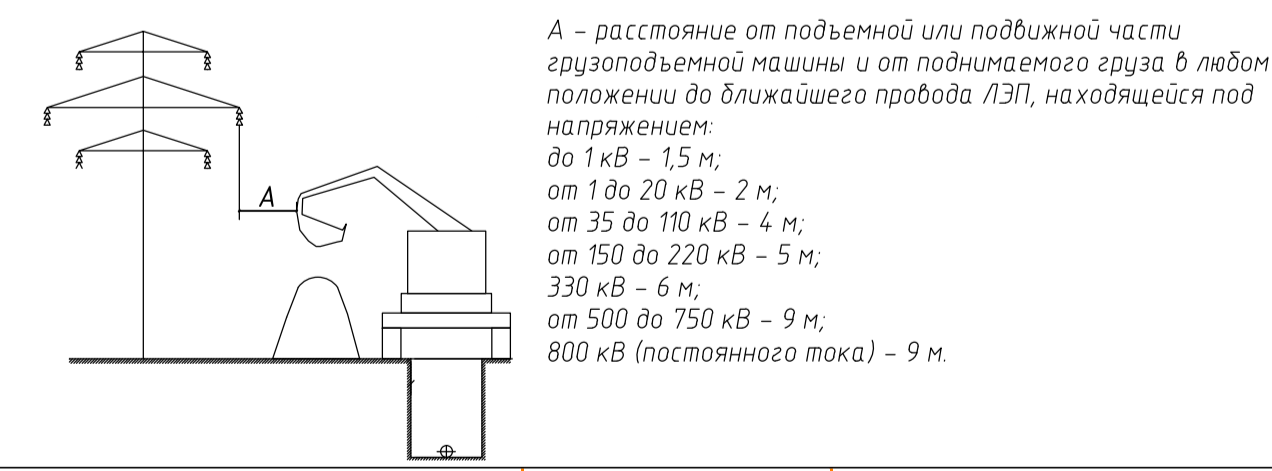 А – расстояние от подъемной или подвижной части
грузоподъемной машины и от поднимаемого груза в любом
положении до ближайшего провода ЛЭП, находящейся под
напряжением:
до 1 кВ – 1,5 м;
от 1 до 20 кВ – 2 м;
от 35 до 110 кВ – 4 м;
от 150 до 220 кВ – 5 м;
330 кВ – 6 м;
от 500 до 750 кВ – 9 м;
800 кВ (постоянного тока) – 9 м.
А